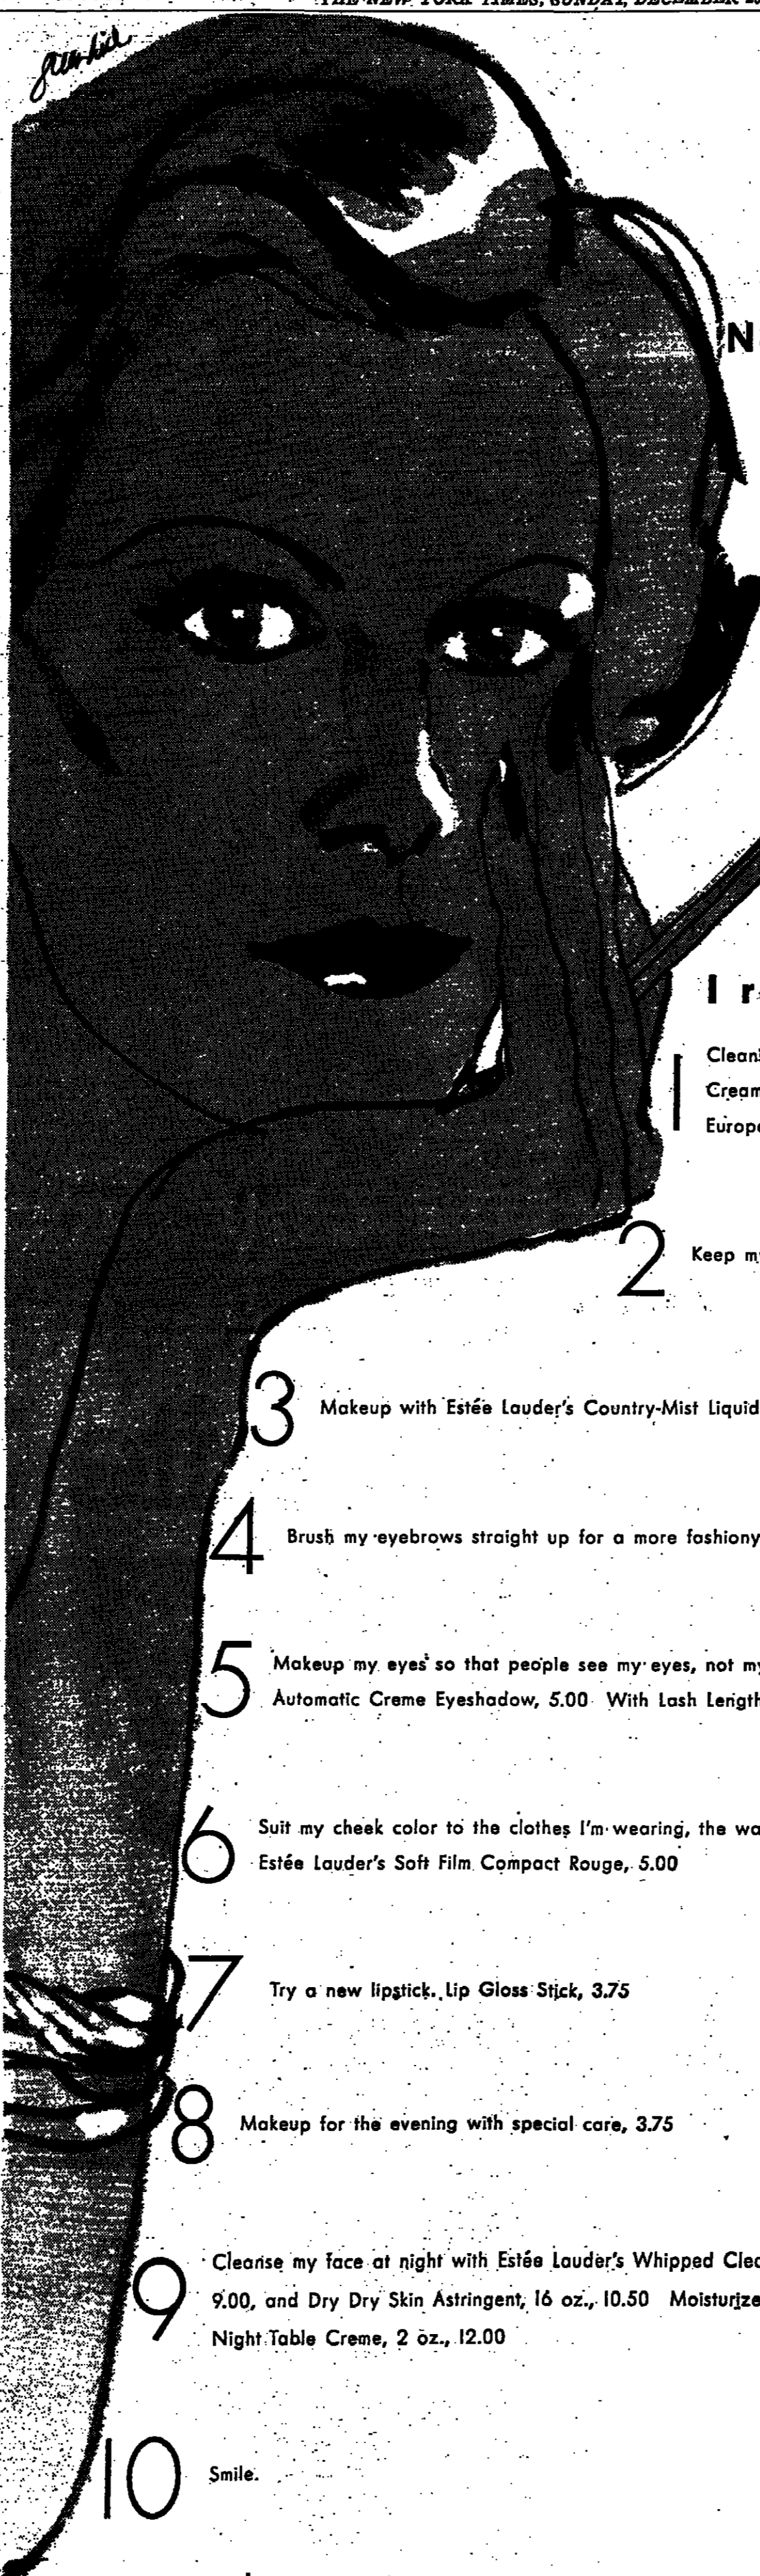 THE NEW YORK TIMES, SUNDAY, DECEMBER
N
I r
1
Clean
Cream
Europe
2
Keep my
3
Makeup with Estée Lauder's Country-Mist Liquid
4
Brush my eyebrows straight up for a more fashiony
5
Makeup my eyes so that people see my eyes, not my
Automatic Creme Eyeshadow, 5.00 With Lash Length
6
Suit my cheek color to the clothes I'm wearing, the wa
Estée Lauder's Soft Film Compact Rouge, 5.00
7
Try a new lipstick. Lip Gloss Stick, 3.75
8
Makeup for the evening with special care, 3.75
9
Cleanse my face at night with Estée Lauder's Whipped Clea
9.00, and Dry Dry Skin Astringent, 16 oz., 10.50 Moisturize
Night Table Creme, 2 oz., 12.00
10
Smile.